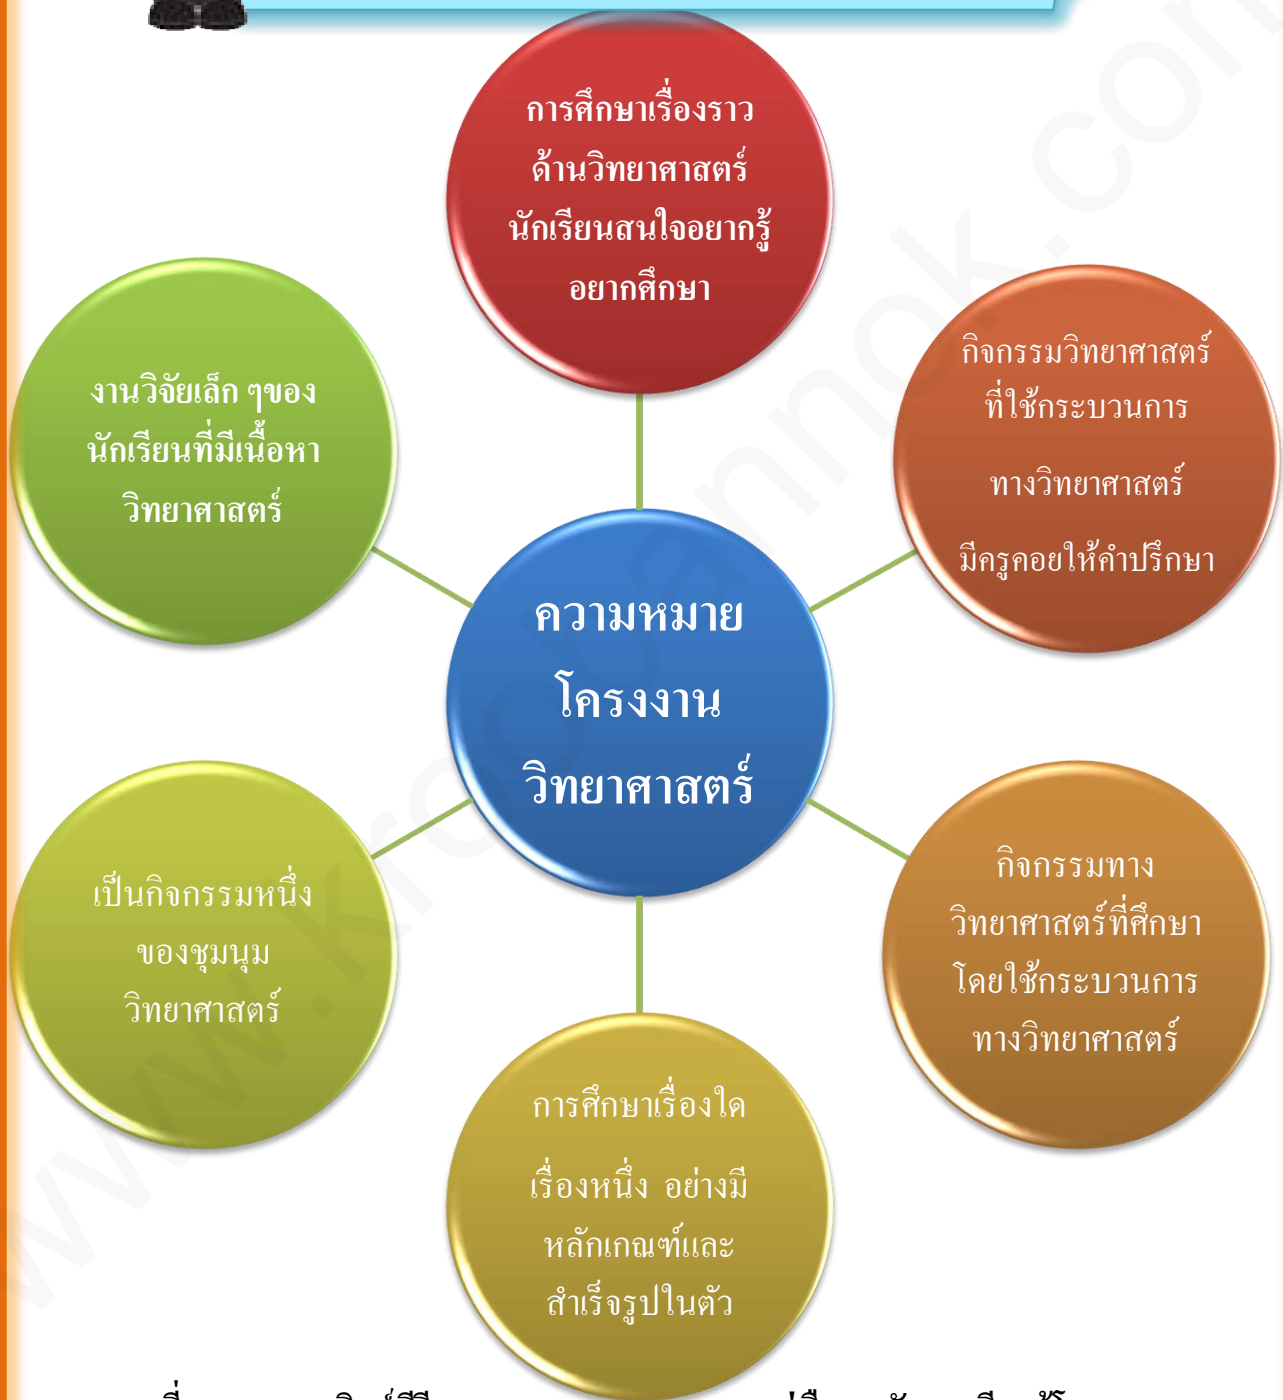 การศึกษาเรื่องราว
ด้านวิทยาศาสตร์
นักเรียนสนใจอยากรู้
อยากศึกษา
กิจกรรมวิทยาศาสตร์
ที่ใช้กระบวนการ
ทางวิทยาศาสตร์
มีครูคอยให้คำปรึกษา
กิจกรรมทาง
วิทยาศาสตร์ที่ศึกษา
โดยใช้กระบวนการ
ทางวิทยาศาสตร์
การศึกษาเรื่องใด
เรื่องหนึ่ง อย่างมี
หลักเกณฑ์และ
สำเร็จรูปในตัว
เป็นกิจกรรมหนึ่ง
ของชุมนุม
วิทยาศาสตร์
งานวิจัยเล็ก ๆของ
นักเรียนที่มีเนื้อหา
วิทยาศาสตร์
ความหมาย
โครงงาน
วิทยาศาสตร์
www.kroobannok.com